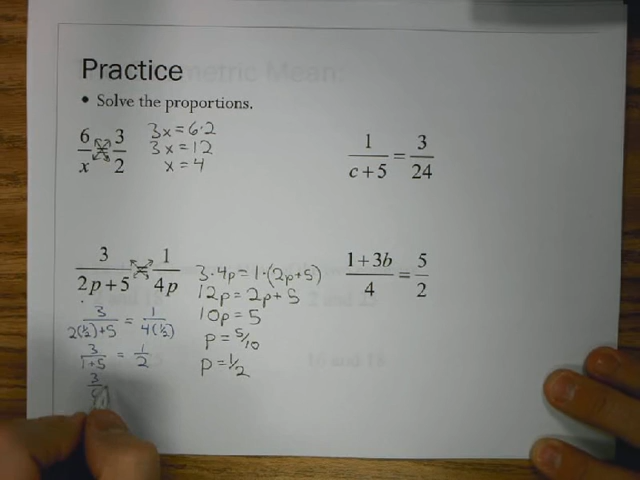 Practice
• Solve the proportions.
6/x = 3/2
3x = 6·2
3x = 12
x = 4
1/(c + 5) = 3/24
3/(2p + 5) = 1/(4p)
3·4p = 1·(2p+5)
12p = 2p + 5
10p = 5
p = 5/10
p = 1/2
3/(2(1/2)+5) = 1/(4(1/2))
3/(1+5) = 1/2
3/
(1 + 3b)/4 = 5/2